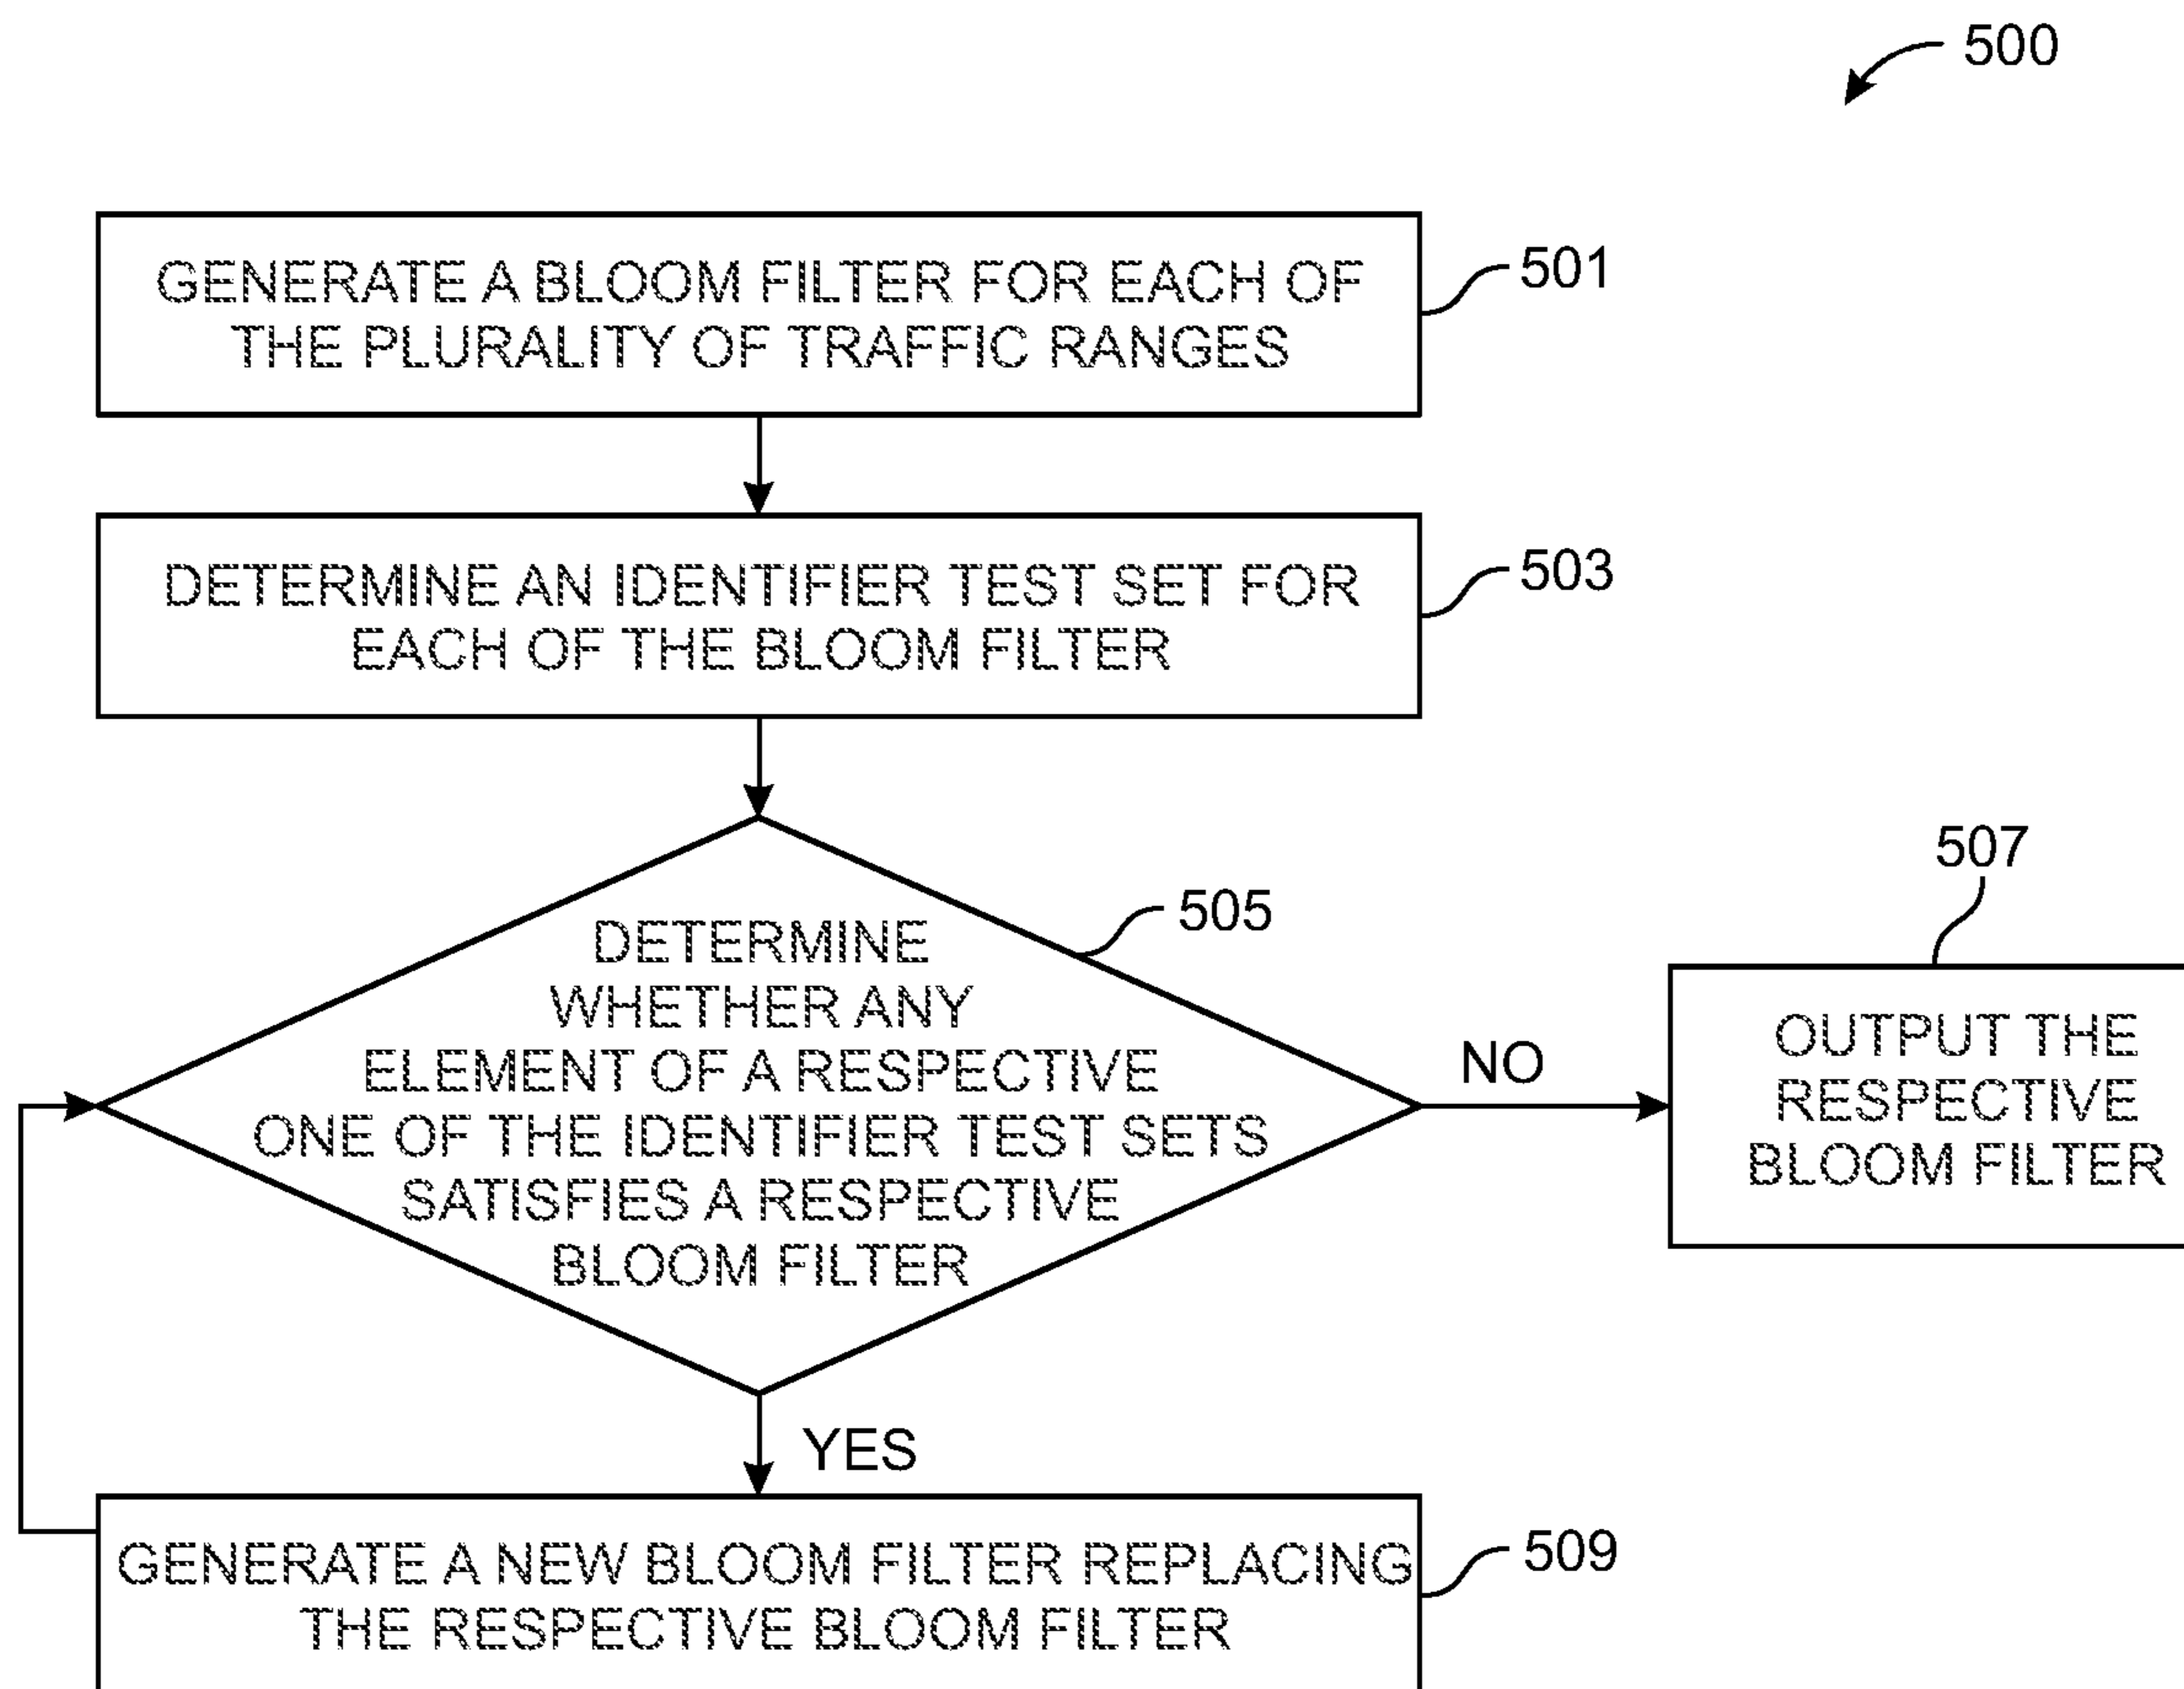 500
GENERATE A BLOOM FILTER FOR EACH OF
THE PLURALITY OF TRAFFIC RANGES
501
DETERMINE AN IDENTIFIER TEST SET FOR
EACH OF THE BLOOM FILTER
503
DETERMINE
WHETHER ANY
ELEMENT OF A RESPECTIVE
ONE OF THE IDENTIFIER TEST SETS
SATISFIES A RESPECTIVE
BLOOM FILTER
505
NO
507
OUTPUT THE
RESPECTIVE
BLOOM FILTER
YES
GENERATE A NEW BLOOM FILTER REPLACING
THE RESPECTIVE BLOOM FILTER
509